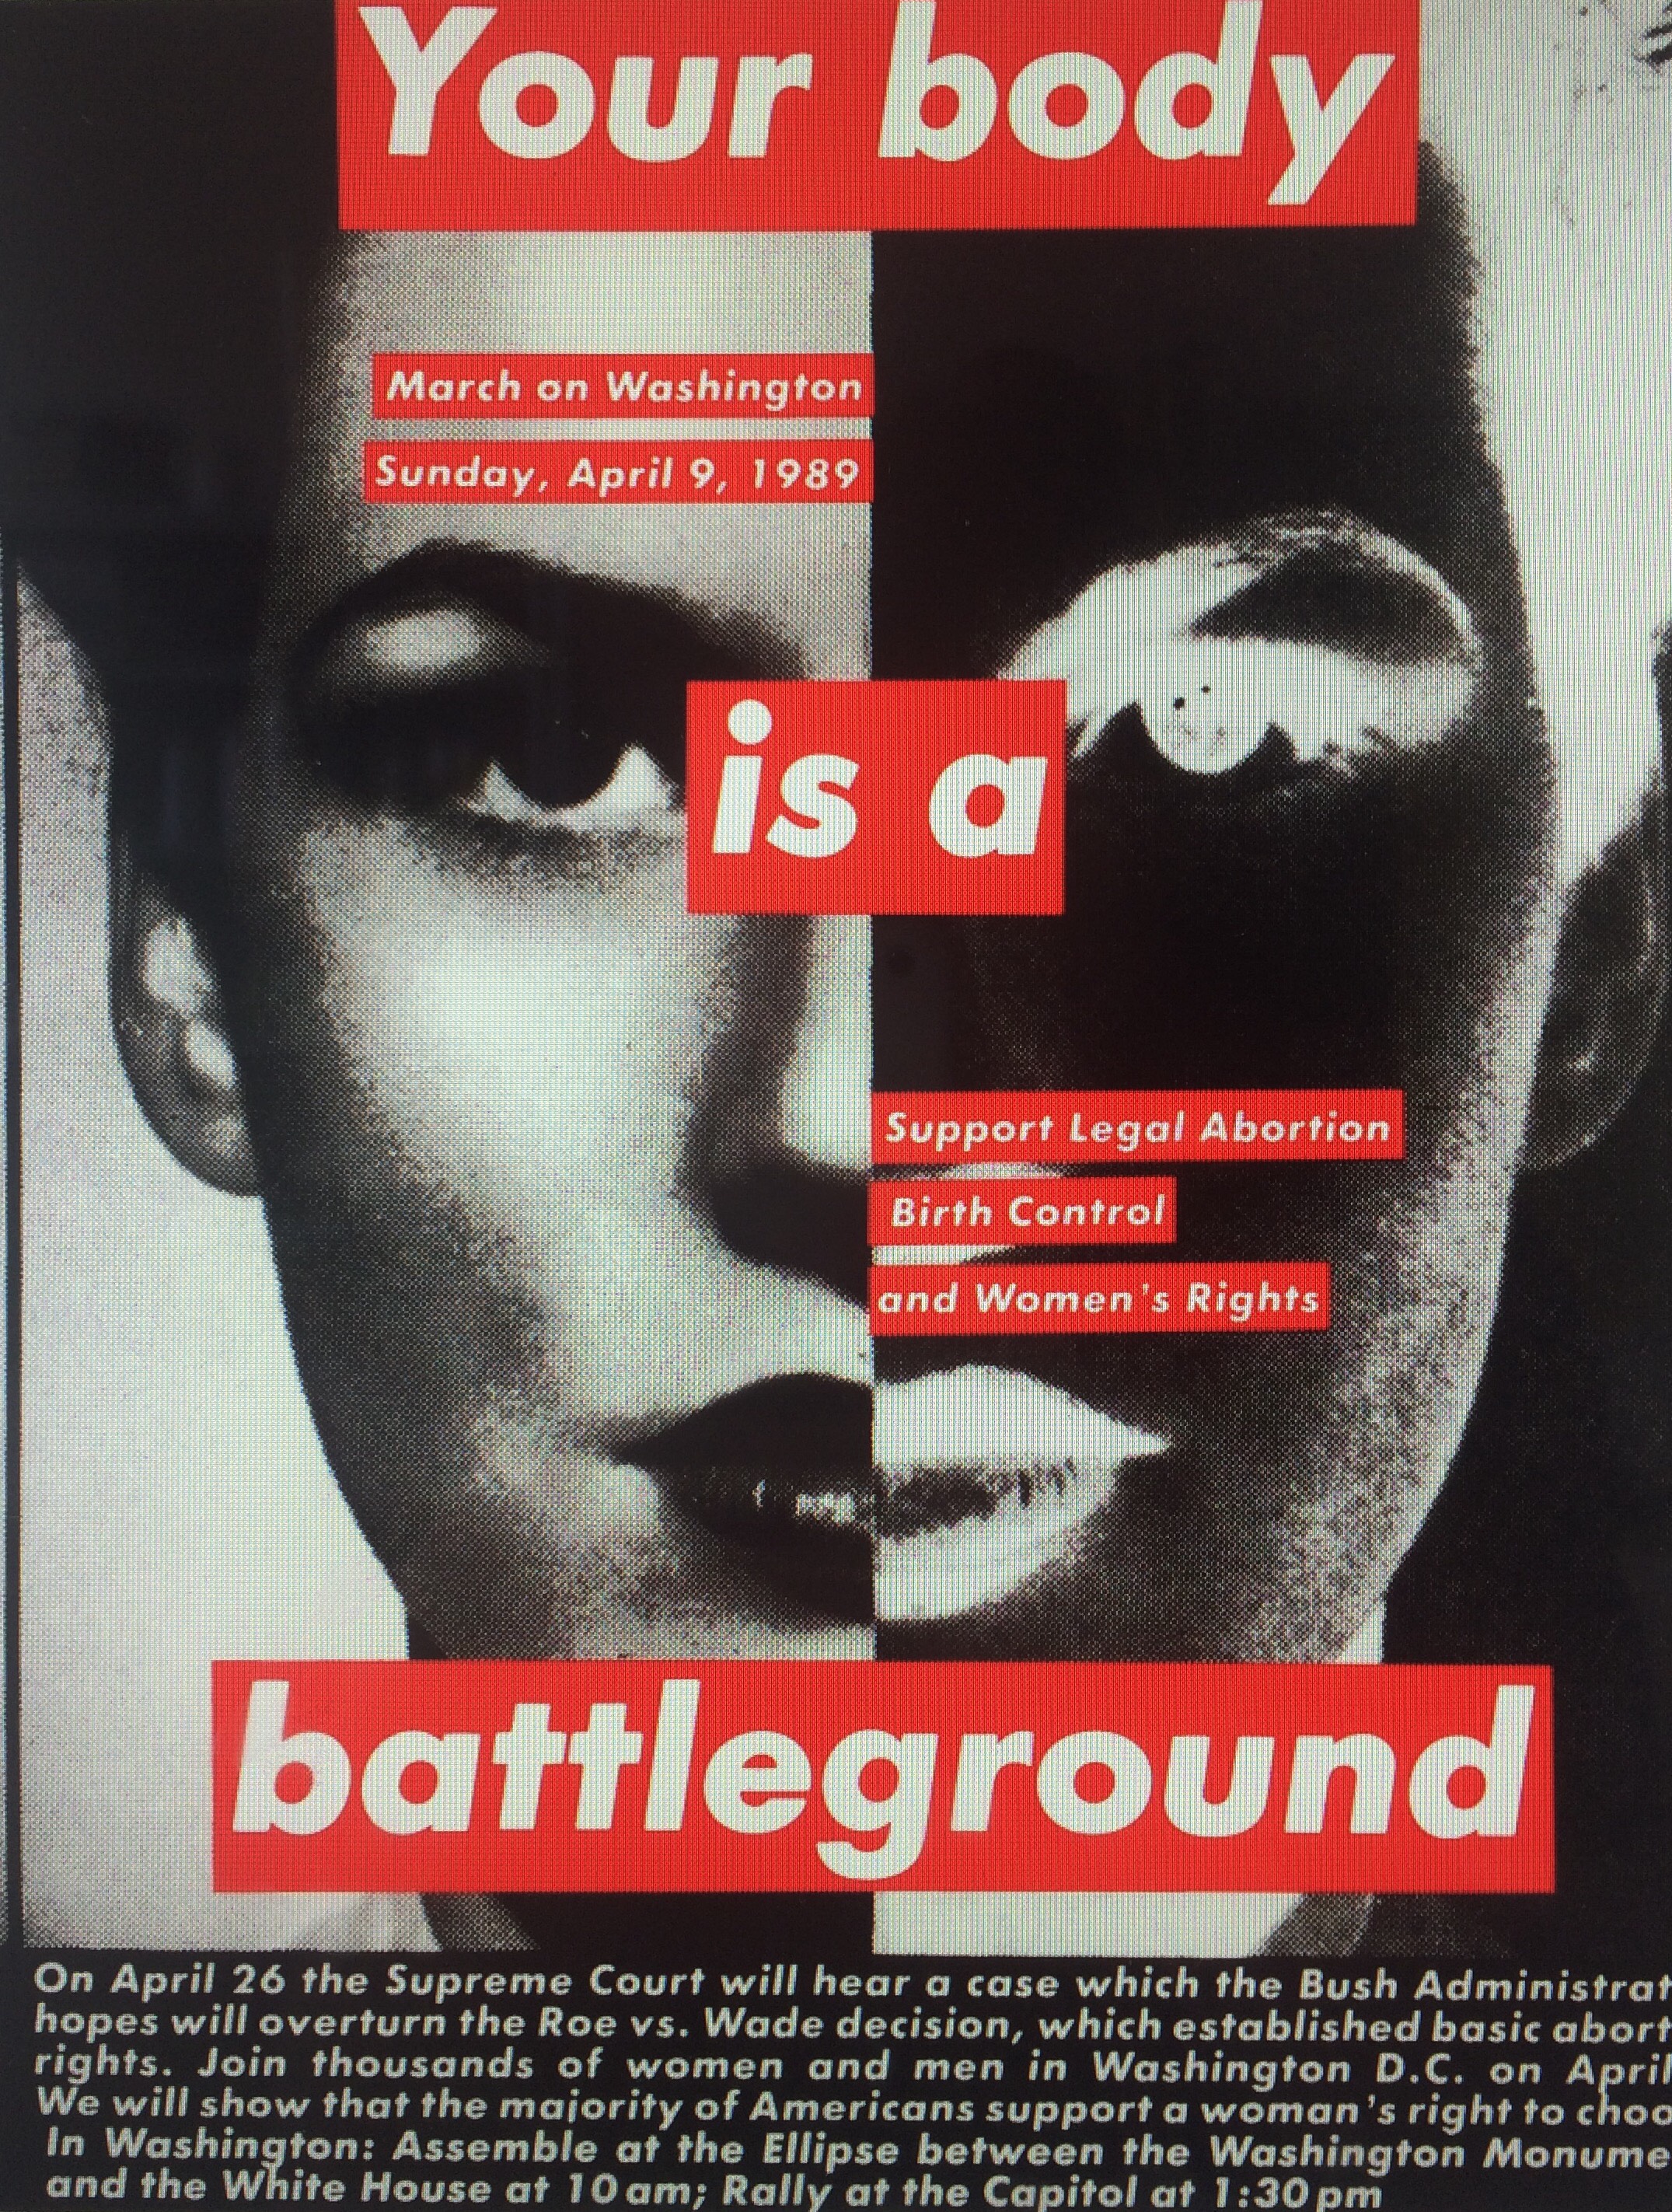 Your body
March on Washington
Sunday, April 9, 1989
is a
Support Legal Abortion
Birth Control
and Women's Rights
battleground
On April 26 the Supreme Court will hear a case which the Bush Administrat
hopes will overturn the Roe vs. Wade decision, which established basic abort
rights. Join thousands of women and men in Washington D.C. on April
We will show that the majority of Americans support a woman's right to choo
In Washington: Assemble at the Ellipse between the Washington Monume
and the White House at 10 am; Rally at the Capitol at 1:30 pm